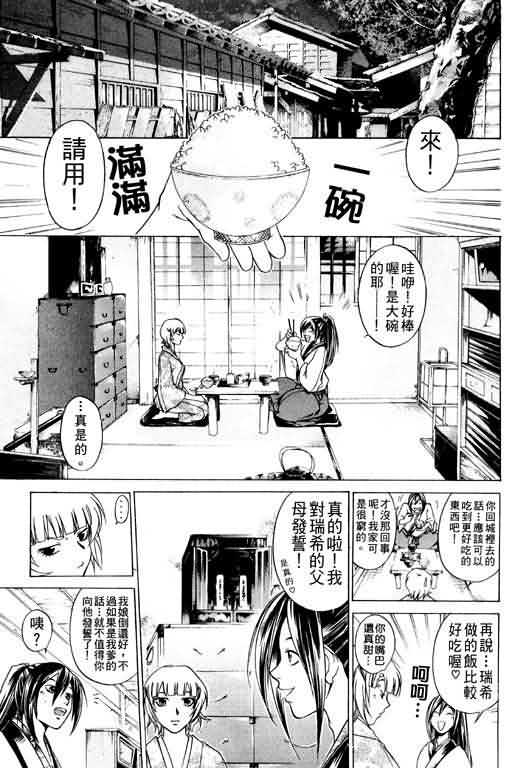 來！
一碗
滿滿
請用！
哇咿！好棒
喔！是大碗
的耶——！
…真是的。
你回城裡去的
話…應該可以
吃到更好吃的
東西吧！
才沒那回事
呢！我家可
是很窮的。
再說…瑞希
做的飯比較
好吃喔♡
呵呵…
你的嘴巴
還真甜…
真的啦！我
對瑞希的父
母發誓！
是真的♡
…
我娘倒還好，不
過如果是我爹的
話…就不值得你
向他發誓了！
咦？